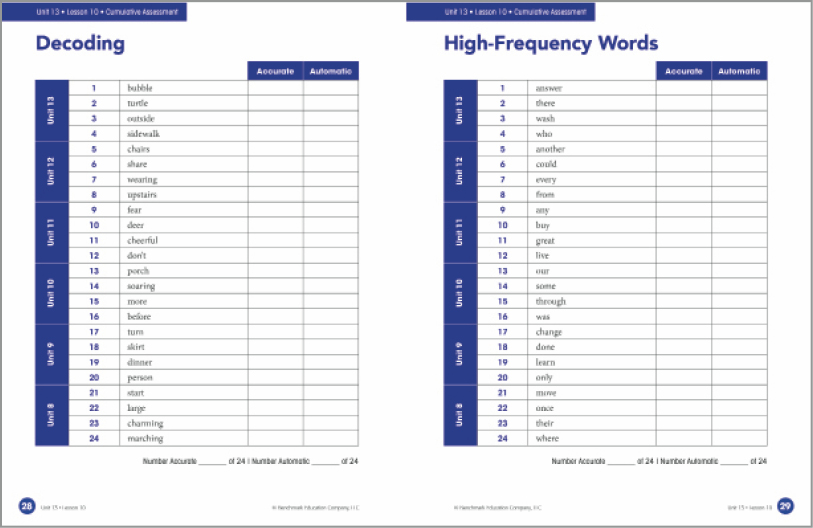 Unit 13 • Lesson 10 • Cumulative Assessment
Decoding
Accurate Automatic
Unit 13
1 bubble
2 turtle
3 outside
4 sidewalk
Unit 12
5 chairs
6 share
7 wearing
8 upstairs
Unit 11
9 fear
10 deer
11 cheerful
12 don't
Unit 10
13 porch
14 soaring
15 more
16 before
Unit 9
17 turn
18 skirt
19 dinner
20 person
Unit 8
21 start
22 large
23 charming
24 marching
Number Accurate ______ of 24 | Number Automatic ______ of 24
28 Unit 13 • Lesson 10 © Benchmark Education Company, LLC
Unit 13 • Lesson 10 • Cumulative Assessment
High-Frequency Words
Accurate Automatic
Unit 13
1 answer
2 there
3 wash
4 who
Unit 12
5 another
6 could
7 every
8 from
Unit 11
9 any
10 buy
11 great
12 live
Unit 10
13 our
14 some
15 through
16 was
Unit 9
17 change
18 done
19 learn
20 only
Unit 8
21 move
22 once
23 their
24 where
Number Accurate ______ of 24 | Number Automatic ______ of 24
© Benchmark Education Company, LLC Unit 13 • Lesson 10 29